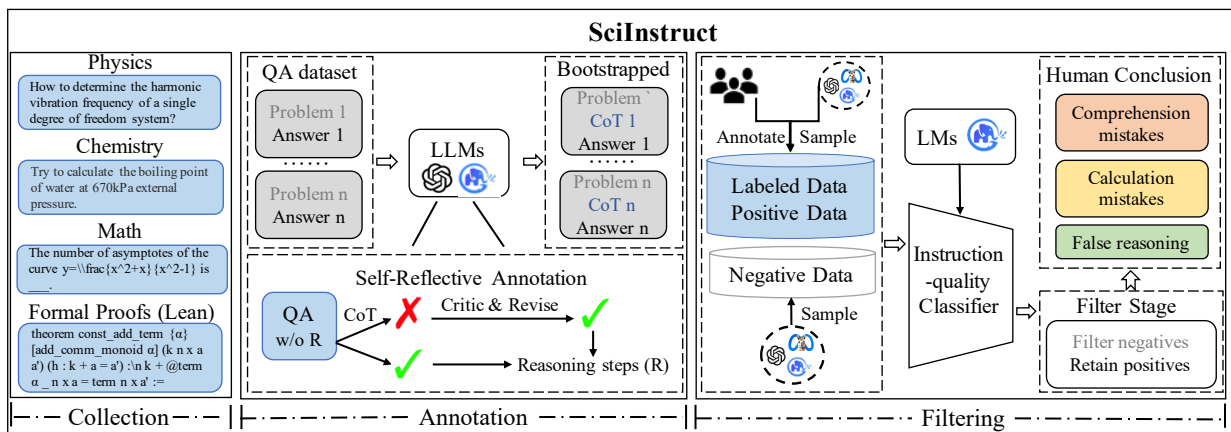 SciInstruct
Physics
How to determine the harmonic
vibration frequency of a single
degree of freedom system?
Chemistry
Try to calculate the boiling point
of water at 670kPa external
pressure.
Math
The number of asymptotes of the
curve y=\\frac{x^2+x}{x^2-1} is
___.
Formal Proofs (Lean)
theorem const_add_term {α}
[add_comm_monoid α] (k n x a
a') (h : k + a = a') :\n k + @term
α _ n x a = term n x a' :=
Collection
QA dataset
Problem 1
Answer 1
······
Problem n
Answer n
LLMs
Bootstrapped
Problem `
CoT 1
Answer 1
······
Problem n
CoT n
Answer n
Self-Reflective Annotation
QA
w/o R
CoT
Critic & Revise
Reasoning steps (R)
Annotation
Annotate
Sample
Labeled Data
Positive Data
Negative Data
Sample
LMs
Instruction
-quality
Classifier
Human Conclusion
Comprehension
mistakes
Calculation
mistakes
False reasoning
Filter Stage
Filter negatives
Retain positives
Filtering